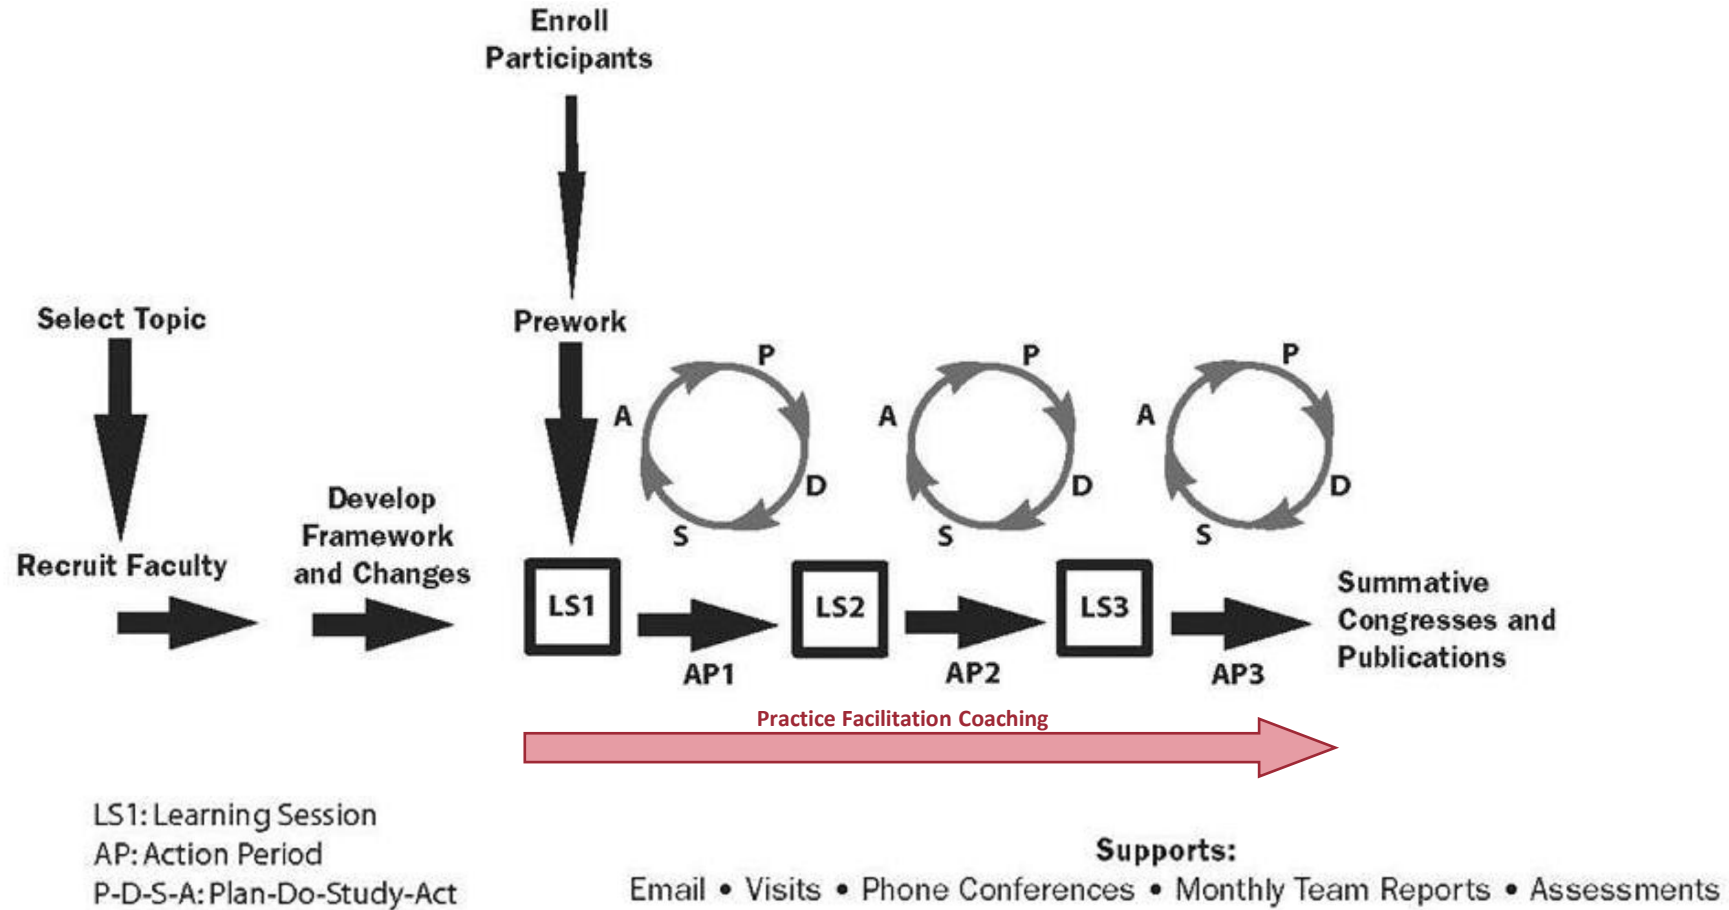 Enroll
Participants
Select Topic
Prework
P
A
D
S
P
A
D
S
P
A
D
S
Recruit Faculty
Develop
Framework
and Changes
LS1
LS2
LS3
AP1
AP2
AP3
Summative
Congresses and
Publications
Practice Facilitation Coaching
LS1: Learning Session
AP: Action Period
P-D-S-A: Plan-Do-Study-Act
Supports:
Email • Visits • Phone Conferences • Monthly Team Reports • Assessments